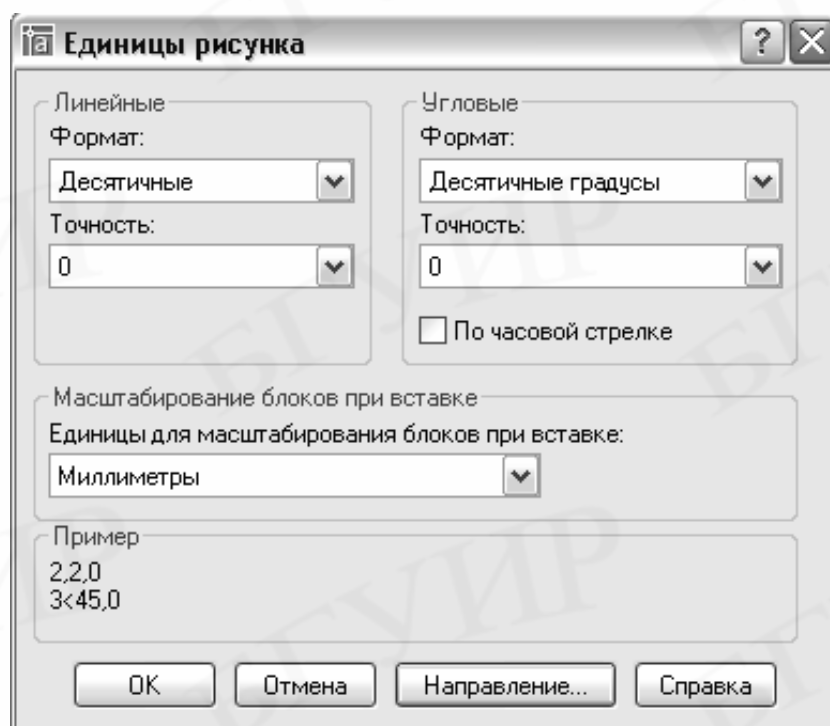 Единицы рисунка
Линейные
Формат:
Десятичные
Точность:
0
Угловые
Формат:
Десятичные градусы
Точность:
0
По часовой стрелке
Масштабирование блоков при вставке
Единицы для масштабирования блоков при вставке:
Миллиметры
Пример
2,2,0
3<45,0
OK Отмена Направление... Справка
БГУИР